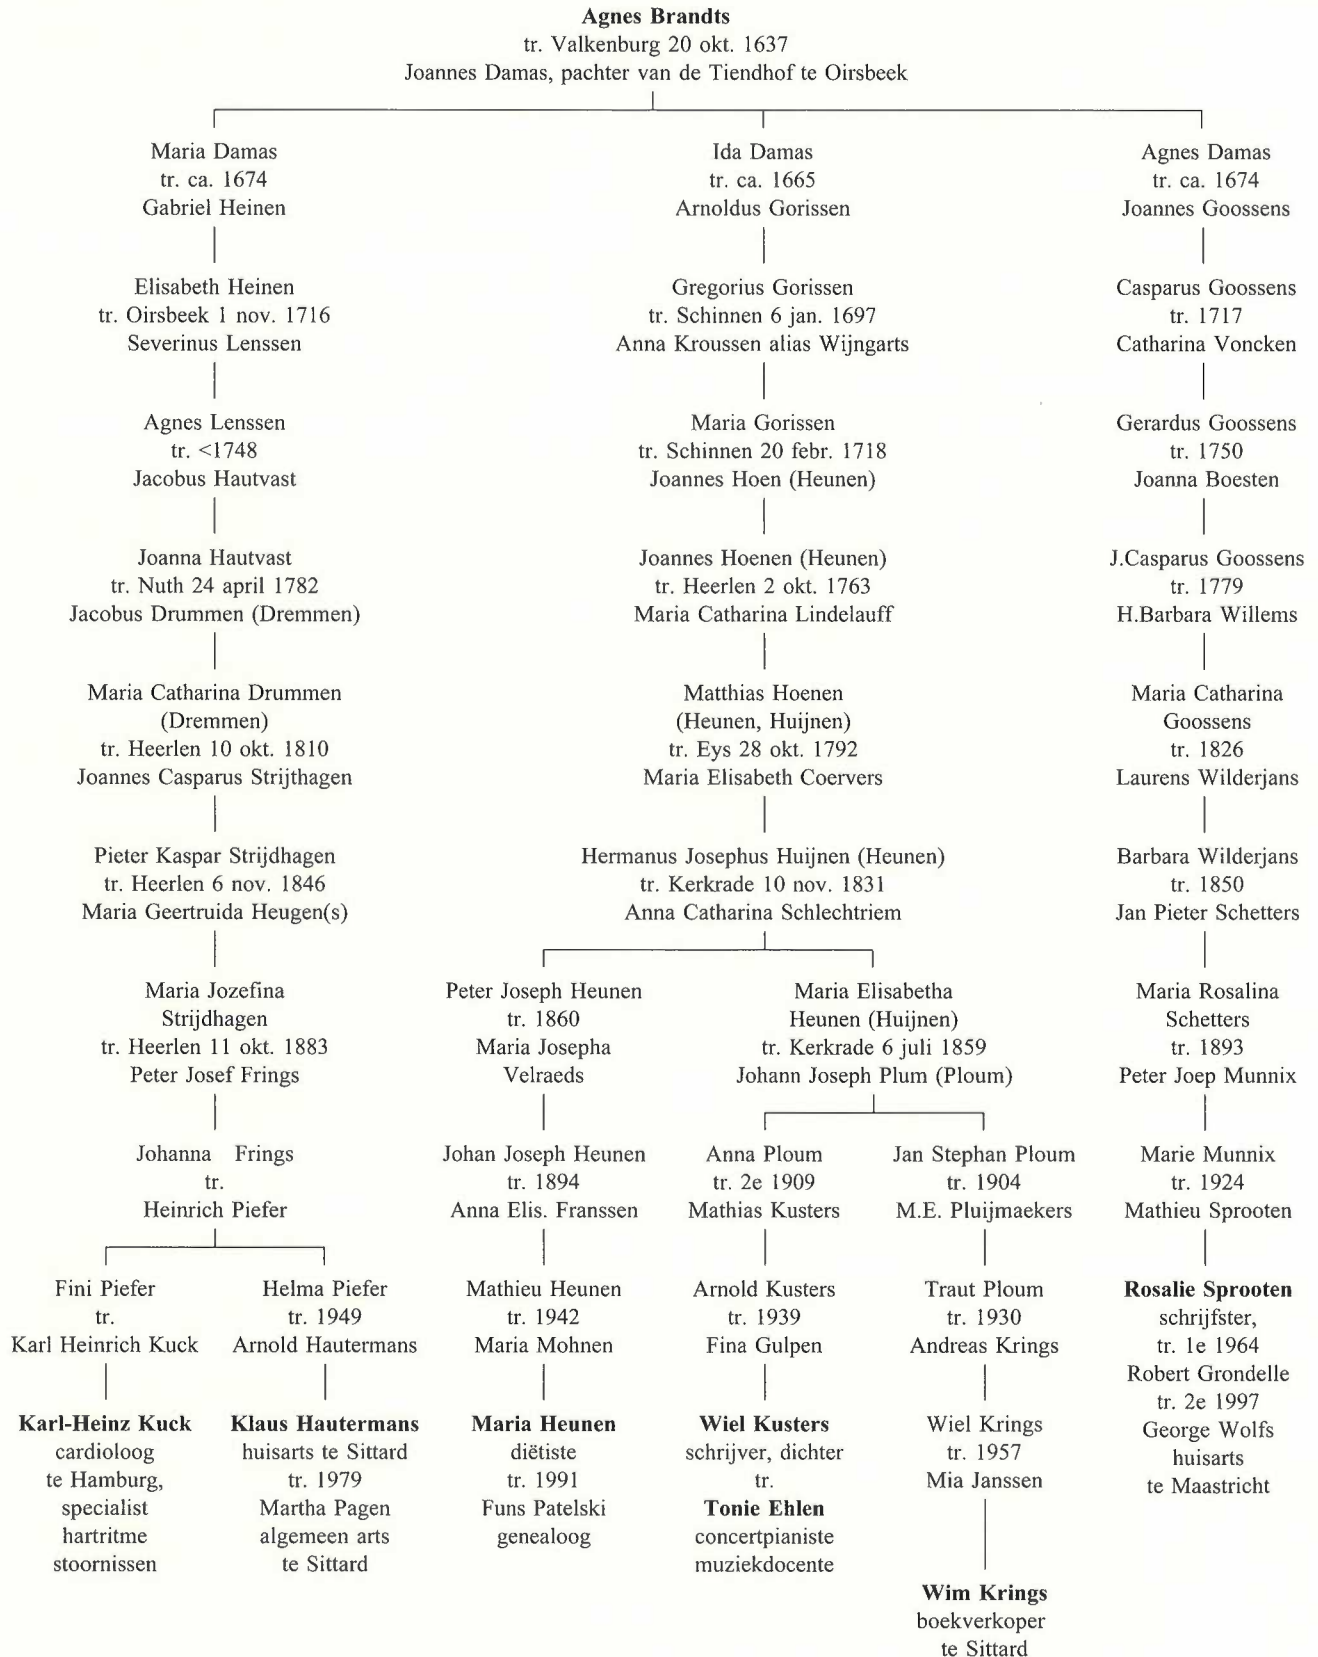 Agnes Brandts
tr. Valkenburg 20 okt. 1637
Joannes Damas, pachter van de Tiendhof te Oirsbeek
Maria Damas
tr. ca. 1674
Gabriel Heinen
Elisabeth Heinen
tr. Oirsbeek 1 nov. 1716
Severinus Lenssen
Agnes Lenssen
tr. <1748
Jacobus Hautvast
Joanna Hautvast
tr. Nuth 24 april 1782
Jacobus Drummen (Dremmen)
Maria Catharina Drummen
(Dremmen)
tr. Heerlen 10 okt. 1810
Joannes Casparus Strijthagen
Pieter Kaspar Strijdhagen
tr. Heerlen 6 nov. 1846
Maria Geertruida Heugen(s)
Maria Jozefina
Strijdhagen
tr. Heerlen 11 okt. 1883
Peter Josef Frings
Johanna Frings
tr.
Heinrich Piefer
Fini Piefer
tr.
Karl Heinrich Kuck
Karl-Heinz Kuck
cardioloog
te Hamburg,
specialist
hartritme
stoornissen
Helma Piefer
tr. 1949
Arnold Hautermans
Klaus Hautermans
huisarts te Sittard
tr. 1979
Martha Pagen
algemeen arts
te Sittard
Ida Damas
tr. ca. 1665
Arnoldus Gorissen
Gregorius Gorissen
tr. Schinnen 6 jan. 1697
Anna Kroussen alias Wijngarts
Maria Gorissen
tr. Schinnen 20 febr. 1718
Joannes Hoen (Heunen)
Joannes Hoenen (Heunen)
tr. Heerlen 2 okt. 1763
Maria Catharina Lindelauff
Matthias Hoenen
(Heunen, Huijnen)
tr. Eys 28 okt. 1792
Maria Elisabeth Coervers
Hermanus Josephus Huijnen (Heunen)
tr. Kerkrade 10 nov. 1831
Anna Catharina Schlechtriem
Peter Joseph Heunen
tr. 1860
Maria Josepha
Velraeds
Johan Joseph Heunen
tr. 1894
Anna Elis. Franssen
Mathieu Heunen
tr. 1942
Maria Mohnen
Maria Heunen
diëtiste
tr. 1991
Funs Patelski
genealoog
Maria Elisabetha
Heunen (Huijnen)
tr. Kerkrade 6 juli 1859
Johann Joseph Plum (Ploum)
Anna Ploum
tr. 2e 1909
Mathias Kusters
Arnold Kusters
tr. 1939
Fina Gulpen
Wiel Kusters
schrijver, dichter
tr.
Tonie Ehlen
concertpianiste
muziekdocente
Jan Stephan Ploum
tr. 1904
M.E. Pluijmaekers
Traut Ploum
tr. 1930
Andreas Krings
Wiel Krings
tr. 1957
Mia Janssen
Wim Krings
boekverkoper
te Sittard
Agnes Damas
tr. ca. 1674
Joannes Goossens
Casparus Goossens
tr. 1717
Catharina Voncken
Gerardus Goossens
tr. 1750
Joanna Boesten
J.Casparus Goossens
tr. 1779
H.Barbara Willems
Maria Catharina
Goossens
tr. 1826
Laurens Wilderjans
Barbara Wilderjans
tr. 1850
Jan Pieter Schetters
Maria Rosalina
Schetters
tr. 1893
Peter Joep Munnix
Marie Munnix
tr. 1924
Mathieu Sprooten
Rosalie Sprooten
schrijfster,
tr. 1e 1964
Robert Grondelle
tr. 2e 1997
George Wolfs
huisarts
te Maastricht